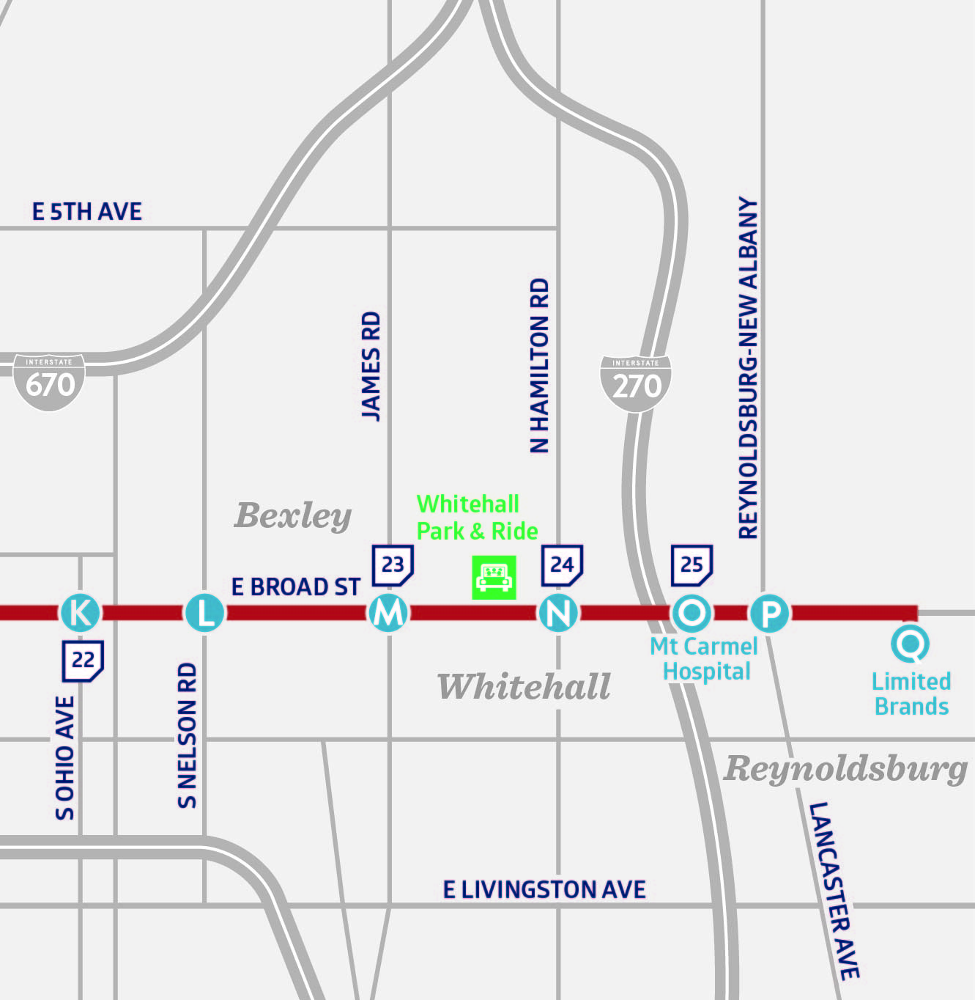 E 5TH AVE
REYNOLDSBURG-NEW ALBANY
N HAMILTON RD
JAMES RD
INTERSTATE
670
INTERSTATE
270
Bexley
Whitehall
Park & Ride
23
24
25
E BROAD ST
K
L
M
N
O
P
Q
22
Mt Carmel
Hospital
Limited
Brands
Whitehall
S OHIO AVE
S NELSON RD
Reynoldsburg
LANCASTER AVE
E LIVINGSTON AVE